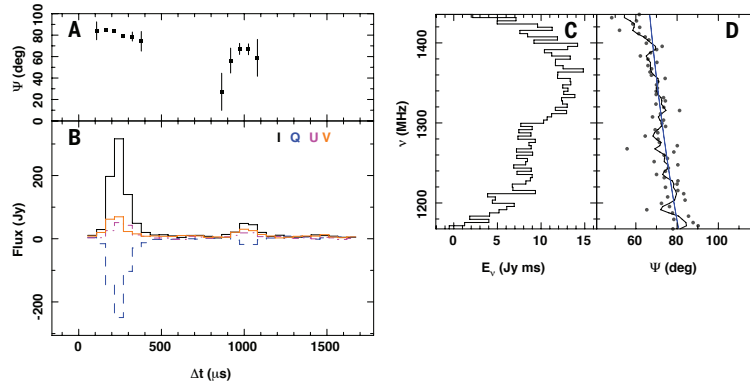 A
Ψ (deg)
0 20 40 60 80 100
B
I Q U V
Flux (Jy)
-200 0 200
0 500 1000 1500
Δt (μs)
C
ν (MHz)
1200 1300 1400
0 5 10 15
E_ν (Jy ms)
D
60 80 100
Ψ (deg)